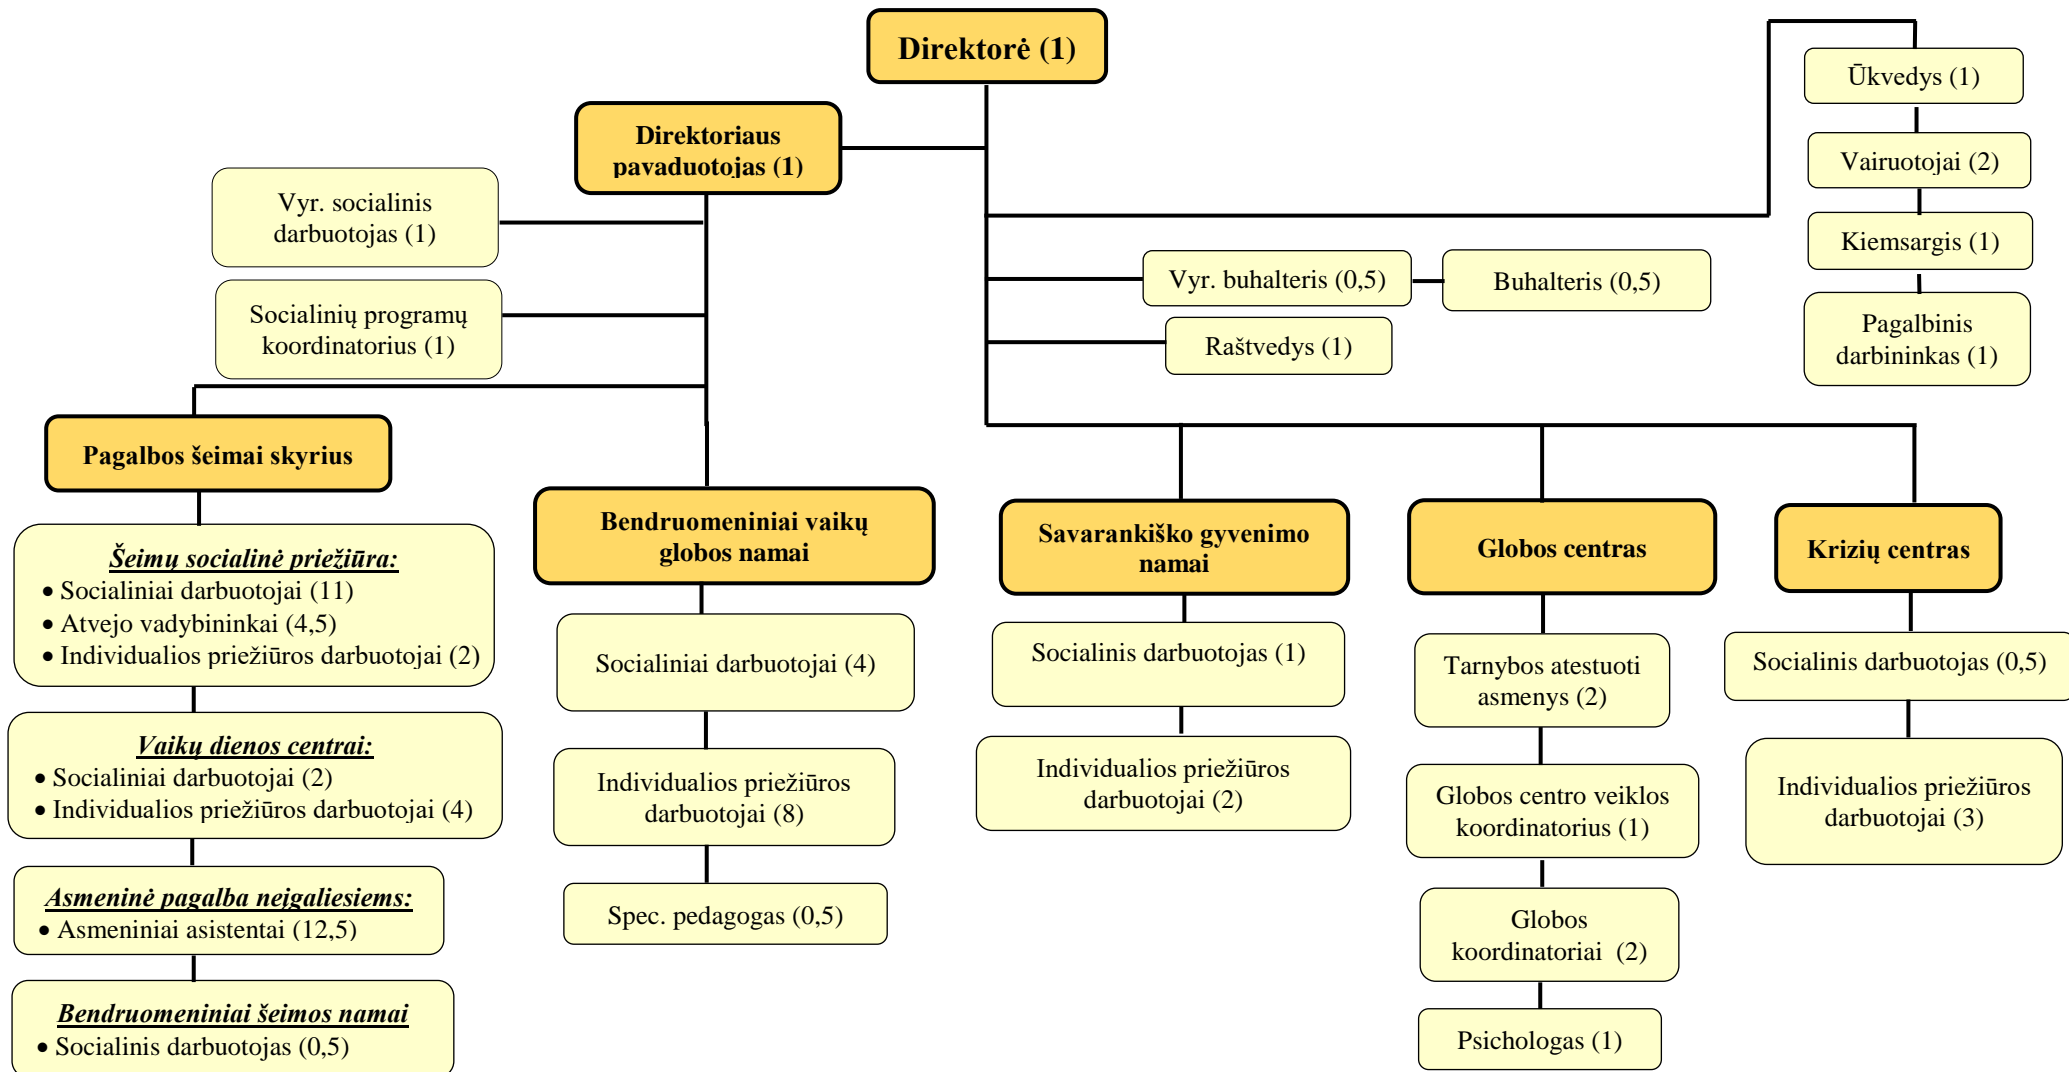 Direktorė (1)
Direktoriaus
pavaduotojas (1)
Vyr. socialinis
darbuotojas (1)
Socialinių programų
koordinatorius (1)
Ūkvedys (1)
Vairuotojai (2)
Kiemsargis (1)
Pagalbinis
darbininkas (1)
Vyr. buhalteris (0,5)
Buhalteris (0,5)
Raštvedys (1)
Pagalbos šeimai skyrius
Šeimų socialinė priežiūra:
• Socialiniai darbuotojai (11)
• Atvejo vadybininkai (4,5)
• Individualios priežiūros darbuotojai (2)
Vaikų dienos centrai:
• Socialiniai darbuotojai (2)
• Individualios priežiūros darbuotojai (4)
Asmeninė pagalba neįgaliesiems:
• Asmeniniai asistentai (12,5)
Bendruomeniniai šeimos namai
• Socialinis darbuotojas (0,5)
Bendruomeniniai vaikų
globos namai
Socialiniai darbuotojai (4)
Individualios priežiūros
darbuotojai (8)
Spec. pedagogas (0,5)
Savarankiško gyvenimo
namai
Socialinis darbuotojas (1)
Individualios priežiūros
darbuotojai (2)
Globos centras
Tarnybos atestuoti
asmenys (2)
Globos centro veiklos
koordinatorius (1)
Globos
koordinatoriai (2)
Psichologas (1)
Krizių centras
Socialinis darbuotojas (0,5)
Individualios priežiūros
darbuotojai (3)